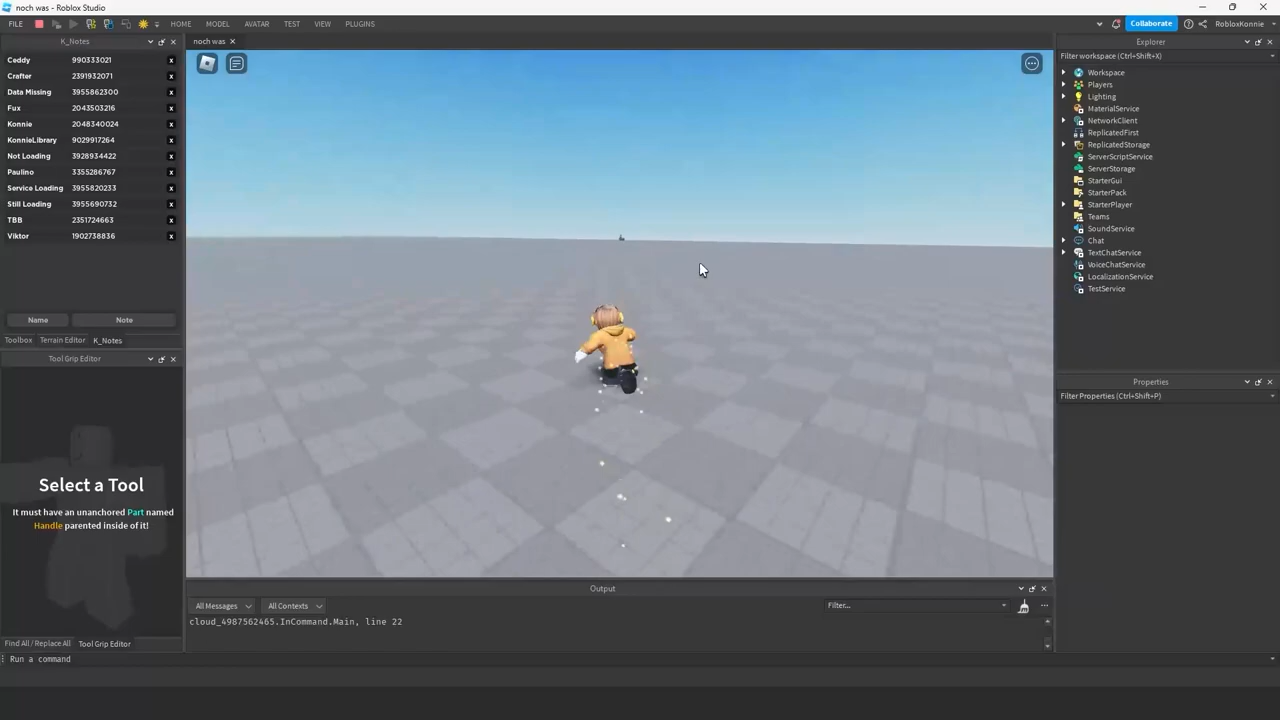 noch was - Roblox Studio
FILE HOME MODEL AVATAR TEST VIEW PLUGINS Collaborate RobloxKonnie
K_Notes
Ceddy 990333021 x
Crafter 2391932071 x
Data Missing 3955862300 x
Fux 2043503216 x
Konnie 2048340024 x
KonnieLibrary 9029917264 x
Not Loading 3928934422 x
Paulino 3355286767 x
Service Loading 3955820233 x
Still Loading 3955690732 x
TBB 2351724663 x
Viktor 1902738836 x
Name Note
Toolbox Terrain Editor K_Notes
Tool Grip Editor
Select a Tool
It must have an unanchored Part named
Handle parented inside of it!
Find All / Replace All Tool Grip Editor
noch was
Output
All Messages All Contexts Filter...
cloud_4987562465.InCommand.Main, line 22
Run a command
Explorer
Filter workspace (Ctrl+Shift+X)
Workspace
Players
Lighting
MaterialService
NetworkClient
ReplicatedFirst
ReplicatedStorage
ServerScriptService
ServerStorage
StarterGui
StarterPack
StarterPlayer
Teams
SoundService
Chat
TextChatService
VoiceChatService
LocalizationService
TestService
Properties
Filter Properties (Ctrl+Shift+P)